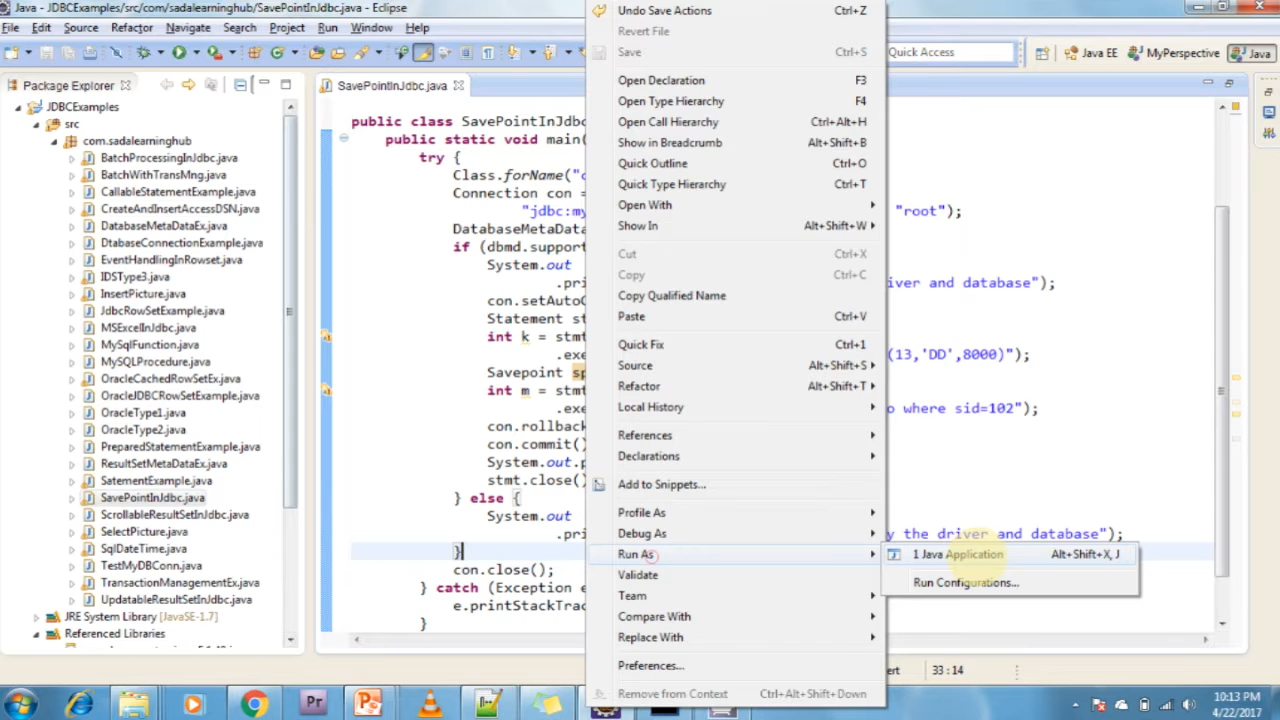 Java - JDBCExamples/src/com/sadalearninghub/SavePointInJdbc.java - Eclipse
File Edit Source Refactor Navigate Search Project Run Window Help
Quick Access
Java EE
MyPerspective
Java
Package Explorer
JDBCExamples
src
com.sadalearninghub
BatchProcessingInJdbc.java
BatchWithTransMng.java
CallableStatementExample.java
CreateAndInsertAccessDSN.java
DatabaseMetaDataEx.java
DtabaseConnectionExample.java
EventHandlingInRowset.java
IDSType3.java
InsertPicture.java
JdbcRowSetExample.java
MSExcelInJdbc.java
MySqlFunction.java
MySQLProcedure.java
OracleCachedRowSetEx.java
OracleJDBCRowSetExample.java
OracleType1.java
OracleType2.java
PreparedStatementExample.java
ResultSetMetaDataEx.java
SatementExample.java
SavePointInJdbc.java
ScrollableResultSetInJdbc.java
SelectPicture.java
SqlDateTime.java
TestMyDBConn.java
TransactionManagementEx.java
UpdatableResultSetInJdbc.java
JRE System Library [JavaSE-1.7]
Referenced Libraries
SavePointInJdbc.java
public class SavePointInJdbc
public static void main(
try {
Class.forName("
Connection con =
"jdbc:my "root");
DatabaseMetaData
if (dbmd.support
System.out
.pri iver and database");
con.setAutoC
Statement st
int k = stmt
.exe (13,'DD',8000)");
Savepoint sp
int m = stmt
.exe o where sid=102");
con.rollback
con.commit()
System.out.p
stmt.close()
} else {
System.out
.pri y the driver and database");
}
con.close();
} catch (Exception e
e.printStackTrac
}
Undo Save Actions Ctrl+Z
Revert File
Save Ctrl+S
Open Declaration F3
Open Type Hierarchy F4
Open Call Hierarchy Ctrl+Alt+H
Show in Breadcrumb Alt+Shift+B
Quick Outline Ctrl+O
Quick Type Hierarchy Ctrl+T
Open With
Show In Alt+Shift+W
Cut Ctrl+X
Copy Ctrl+C
Copy Qualified Name
Paste Ctrl+V
Quick Fix Ctrl+1
Source Alt+Shift+S
Refactor Alt+Shift+T
Local History
References
Declarations
Add to Snippets...
Profile As
Debug As
Run As
Validate
Team
Compare With
Replace With
Preferences...
Remove from Context Ctrl+Alt+Shift+Down
1 Java Application Alt+Shift+X, J
Run Configurations...
ert 33:14
Pr
10:13 PM
4/22/2017